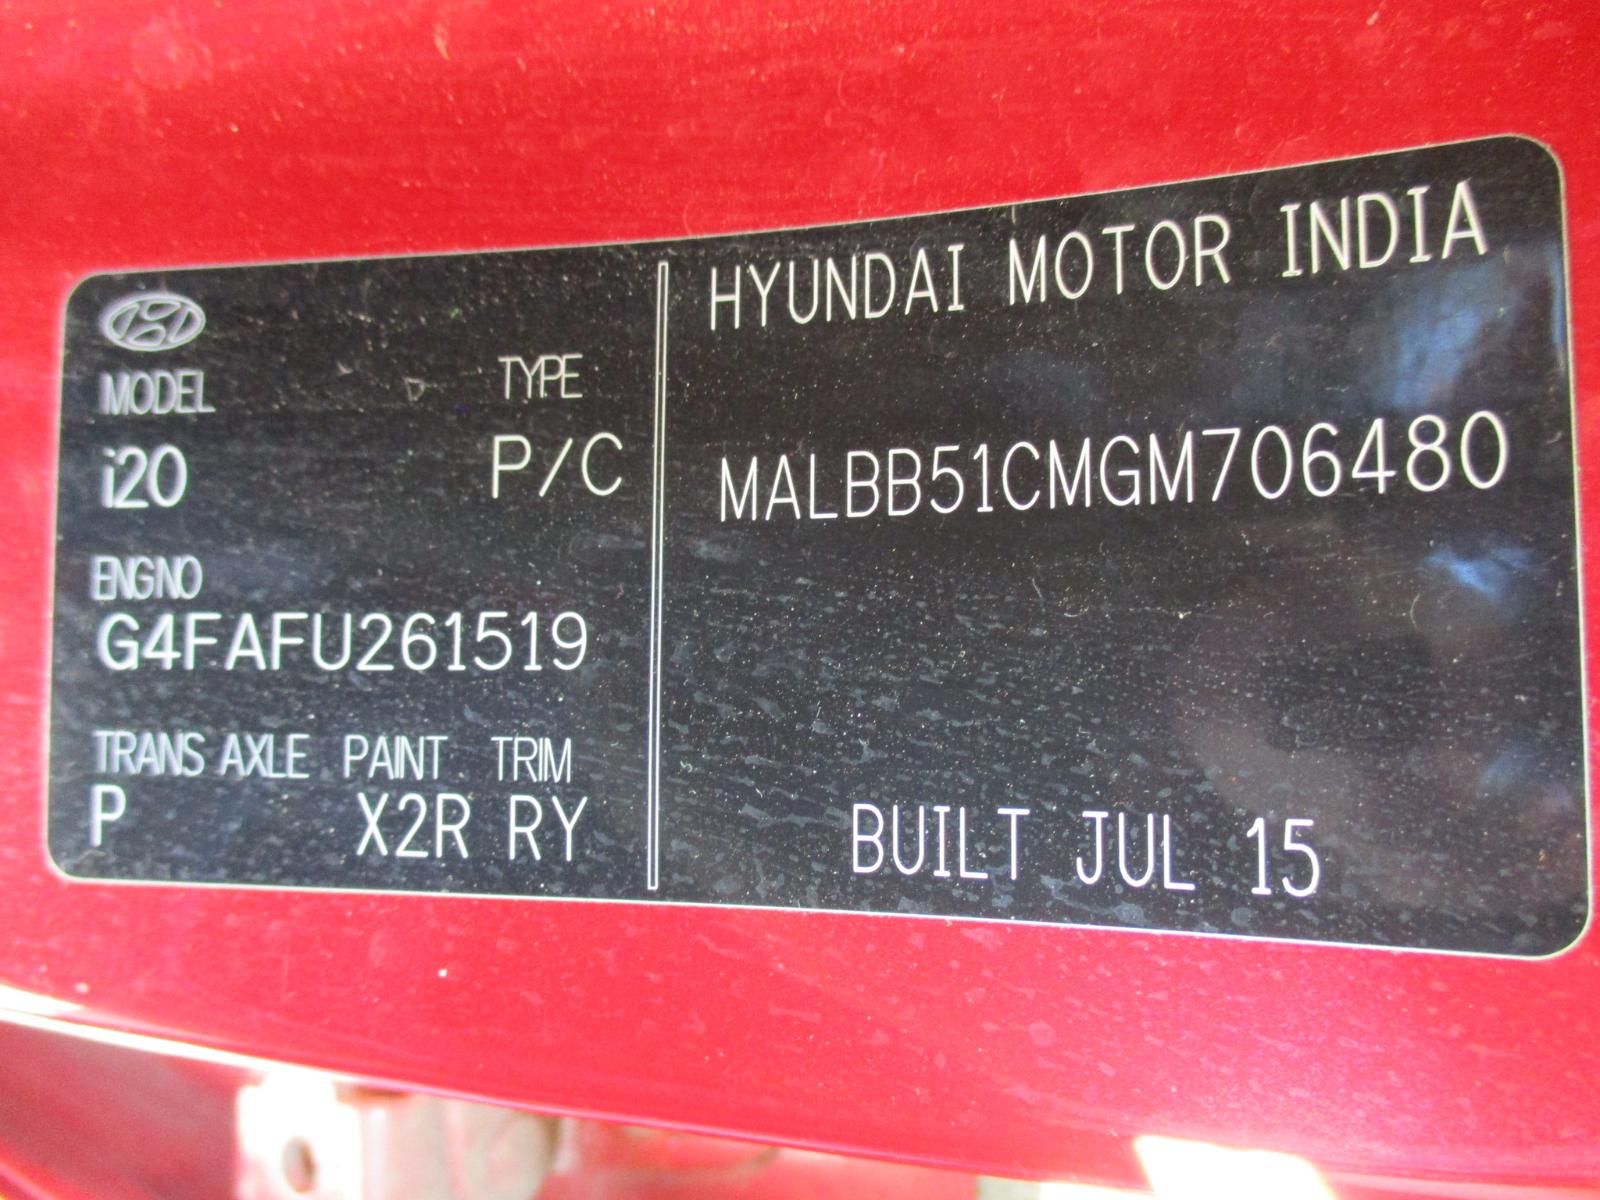 MODEL TYPE
i20 P/C
ENGNO
G4FAFU261519
TRANS AXLE PAINT TRIM
P X2R RY
HYUNDAI MOTOR INDIA
MALBB51CMGM706480
BUILT JUL 15